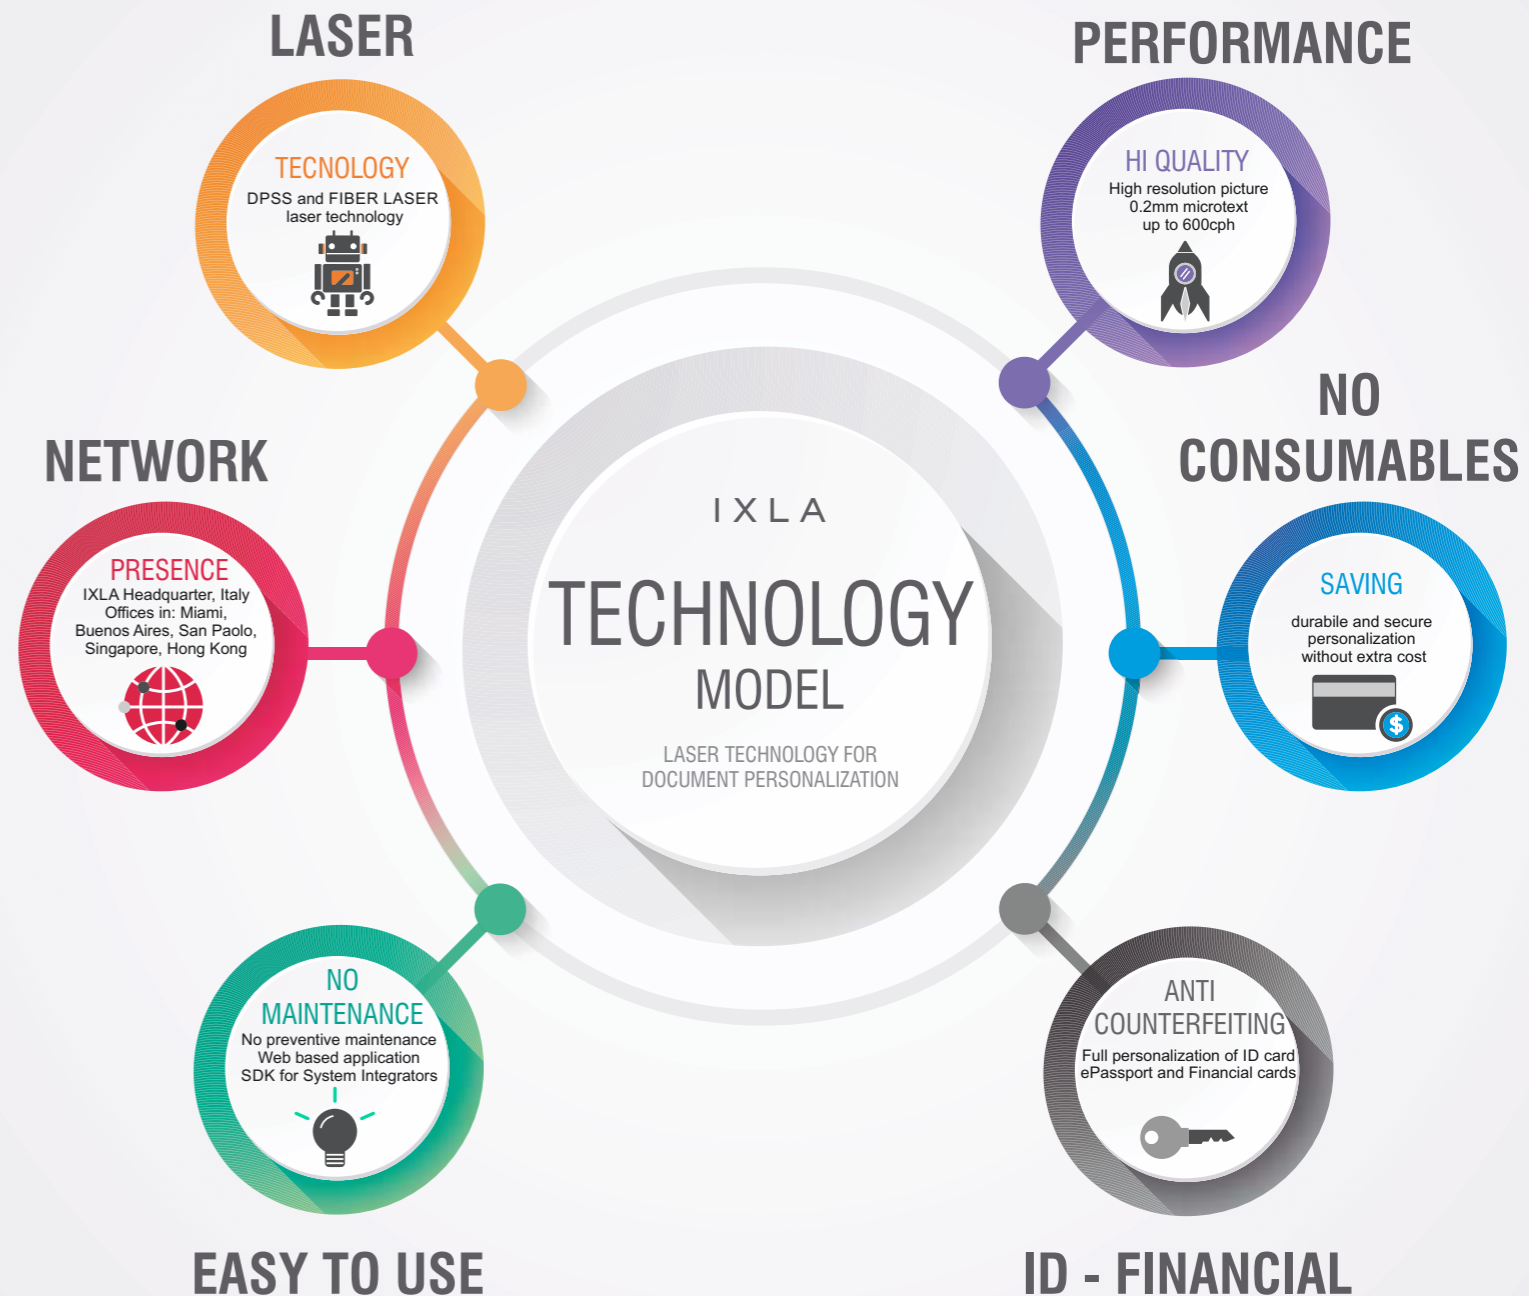 LASER
TECNOLOGY
DPSS and FIBER LASER
laser technology
PERFORMANCE
HI QUALITY
High resolution picture
0.2mm microtext
up to 600cph
NETWORK
PRESENCE
IXLA Headquarter, Italy
Offices in: Miami,
Buenos Aires, San Paolo,
Singapore, Hong Kong
IXLA
TECHNOLOGY
MODEL
LASER TECHNOLOGY FOR
DOCUMENT PERSONALIZATION
NO
CONSUMABLES
SAVING
durabile and secure
personalization
without extra cost
$
NO
MAINTENANCE
No preventive maintenance
Web based application
SDK for System Integrators
EASY TO USE
ANTI
COUNTERFEITING
Full personalization of ID card
ePassport and Financial cards
ID - FINANCIAL